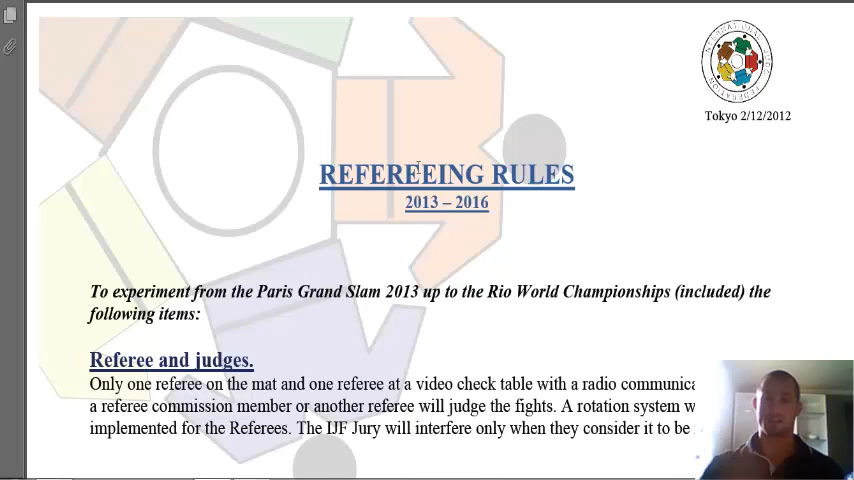 INTERNATIONAL JUDO FEDERATION
Tokyo 2/12/2012
REFEREEING RULES
2013 – 2016
To experiment from the Paris Grand Slam 2013 up to the Rio World Championships (included) the
following items:
Referee and judges.
Only one referee on the mat and one referee at a video check table with a radio
a referee commission member or another referee will judge the fights. A rotation system
implemented for the Referees. The IJF Jury will interfere only when they consider it to be